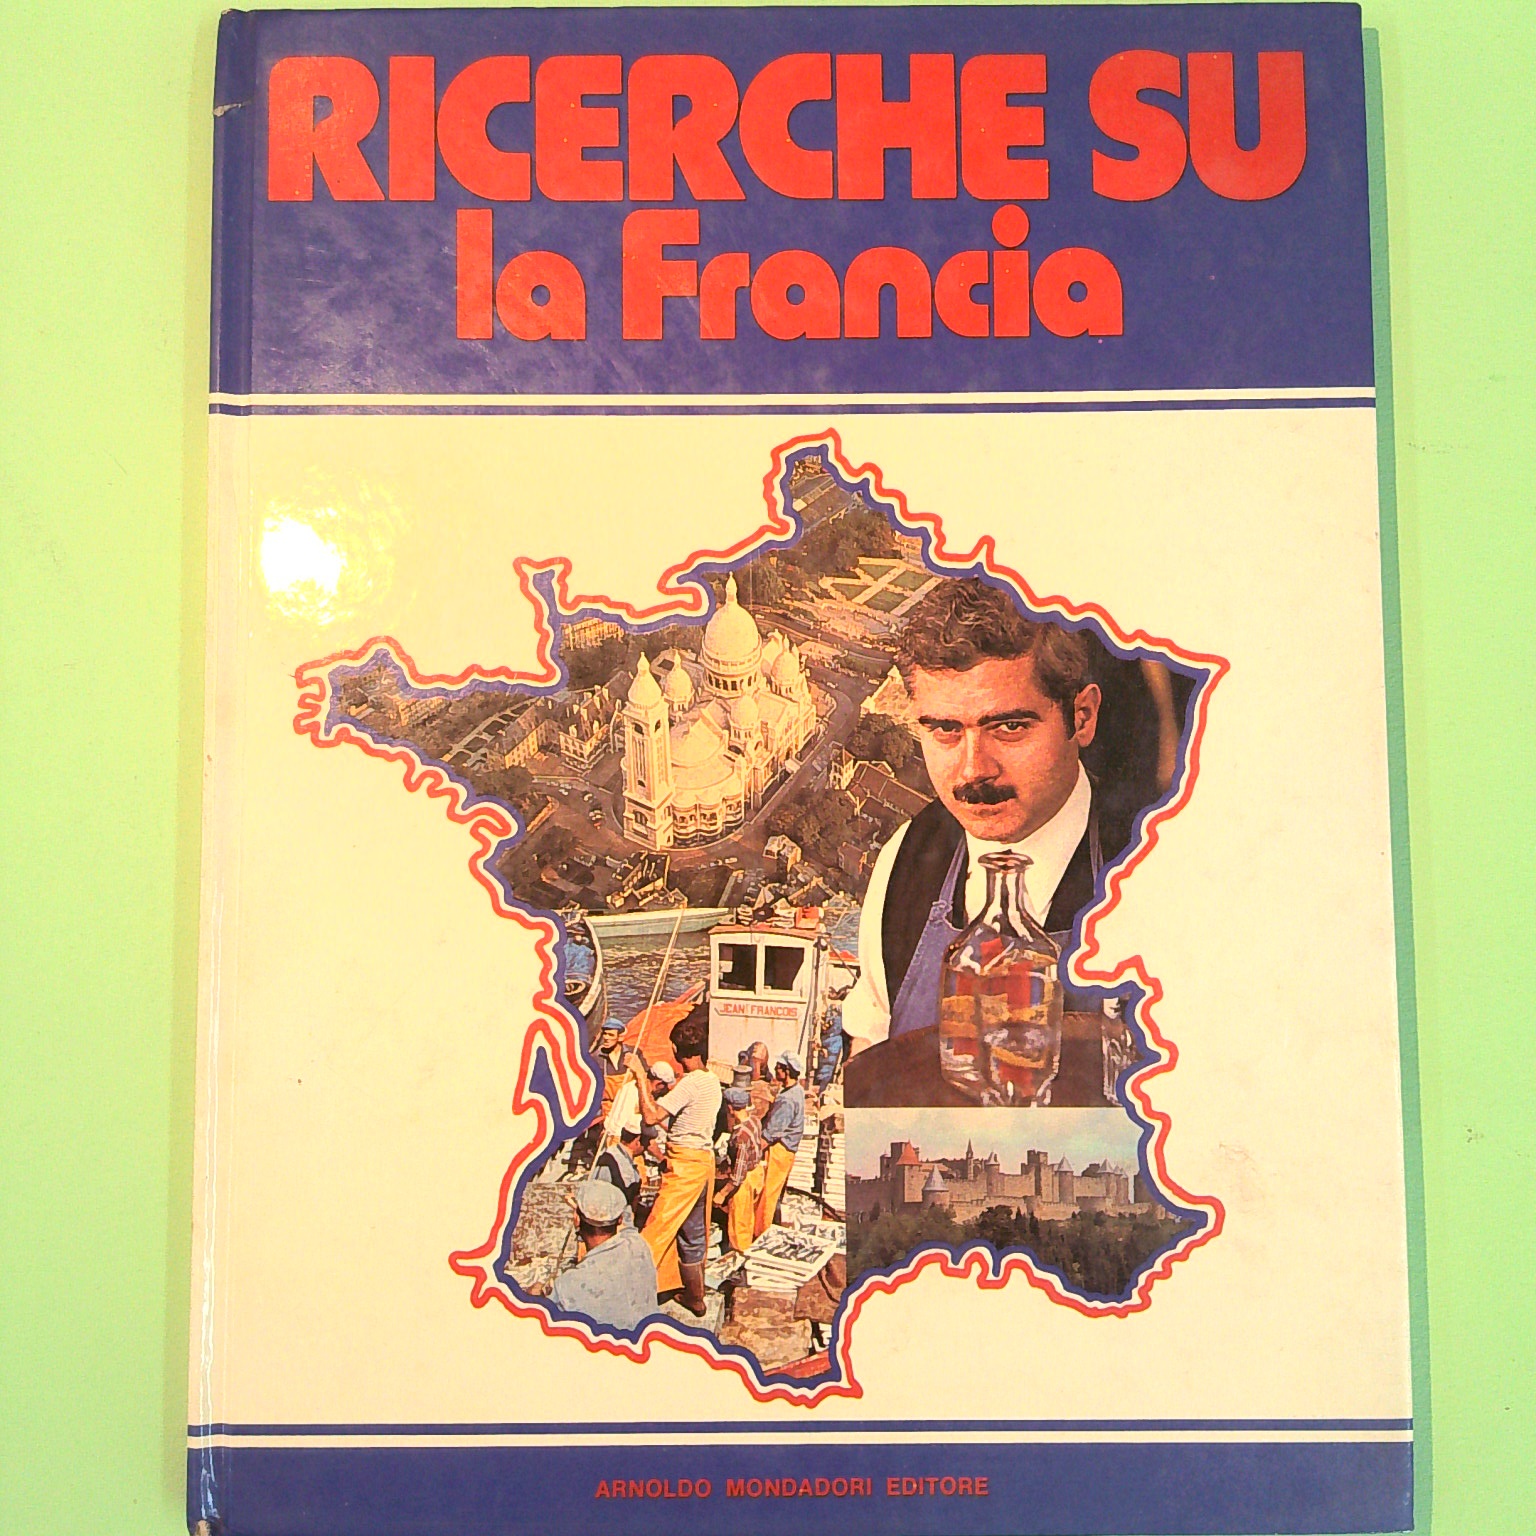 RICERCHE SU
la Francia
JEAN FRANCOIS
ARNOLDO MONDADORI EDITORE